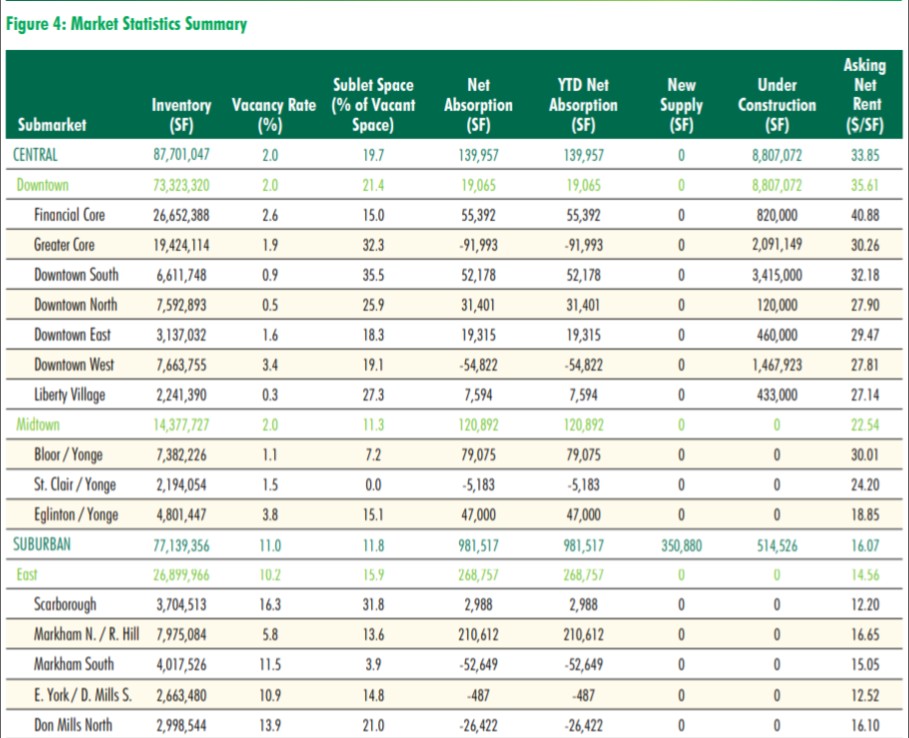 Figure 4: Market Statistics Summary
Asking
Sublet Space Net YTD Net New Under Net
Inventory Vacancy Rate (% of Vacant Absorption Absorption Supply Construction Rent
Submarket (SF) (%) Space) (SF) (SF) (SF) (SF) ($/SF)
CENTRAL 87,701,047 2.0 19.7 139,957 139,957 0 8,807,072 33.85
Downtown 73,323,320 2.0 21.4 19,065 19,065 0 8,807,072 35.61
Financial Core 26,652,388 2.6 15.0 55,392 55,392 0 820,000 40.88
Greater Core 19,424,114 1.9 32.3 -91,993 -91,993 0 2,091,149 30.26
Downtown South 6,611,748 0.9 35.5 52,178 52,178 0 3,415,000 32.18
Downtown North 7,592,893 0.5 25.9 31,401 31,401 0 120,000 27.90
Downtown East 3,137,032 1.6 18.3 19,315 19,315 0 460,000 29.47
Downtown West 7,663,755 3.4 19.1 -54,822 -54,822 0 1,467,923 27.81
Liberty Village 2,241,390 0.3 27.3 7,594 7,594 0 433,000 27.14
Midtown 14,377,727 2.0 11.3 120,892 120,892 0 0 22.54
Bloor / Yonge 7,382,226 1.1 7.2 79,075 79,075 0 0 30.01
St. Clair / Yonge 2,194,054 1.5 0.0 -5,183 -5,183 0 0 24.20
Eglinton / Yonge 4,801,447 3.8 15.1 47,000 47,000 0 0 18.85
SUBURBAN 77,139,356 11.0 11.8 981,517 981,517 350,880 514,526 16.07
East 26,899,966 10.2 15.9 268,757 268,757 0 0 14.56
Scarborough 3,704,513 16.3 31.8 2,988 2,988 0 0 12.20
Markham N. / R. Hill 7,975,084 5.8 13.6 210,612 210,612 0 0 16.65
Markham South 4,017,526 11.5 3.9 -52,649 -52,649 0 0 15.05
E. York / D. Mills S. 2,663,480 10.9 14.8 -487 -487 0 0 12.52
Don Mills North 2,998,544 13.9 21.0 -26,422 -26,422 0 0 16.10